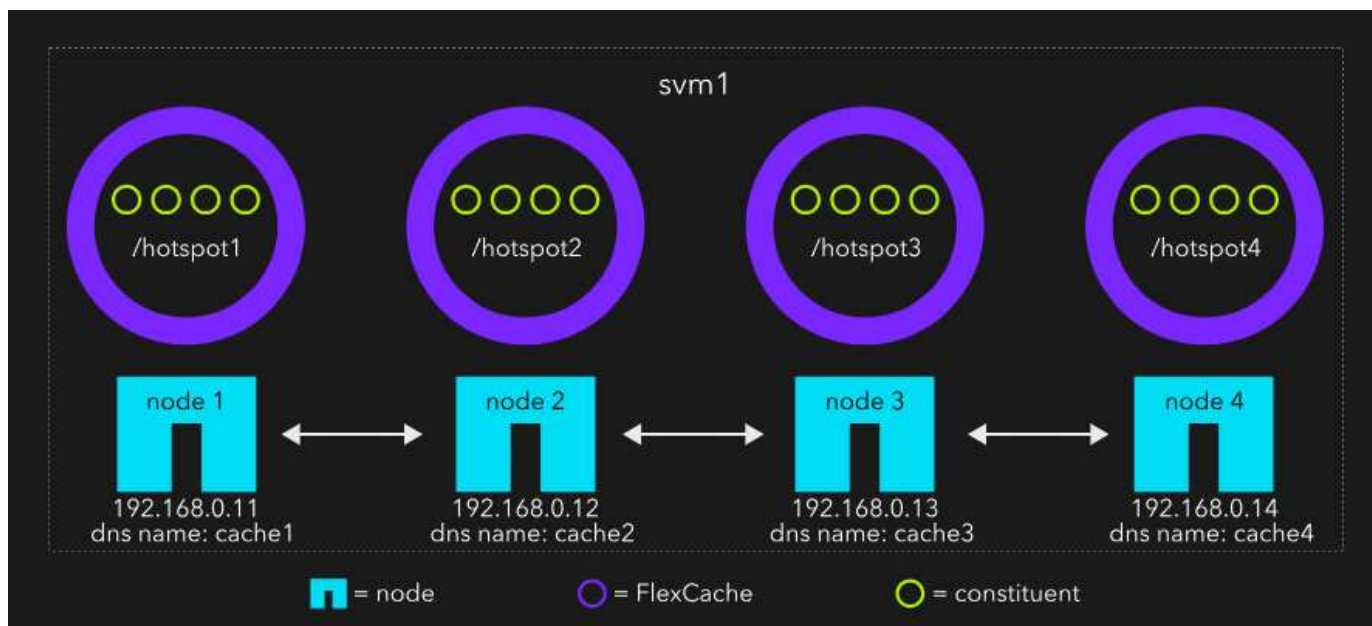 svm1
/hotspot1
/hotspot2
/hotspot3
/hotspot4
node 1
node 2
node 3
node 4
192.168.0.11
dns name: cache1
192.168.0.12
dns name: cache2
192.168.0.13
dns name: cache3
192.168.0.14
dns name: cache4
= node
= FlexCache
= constituent